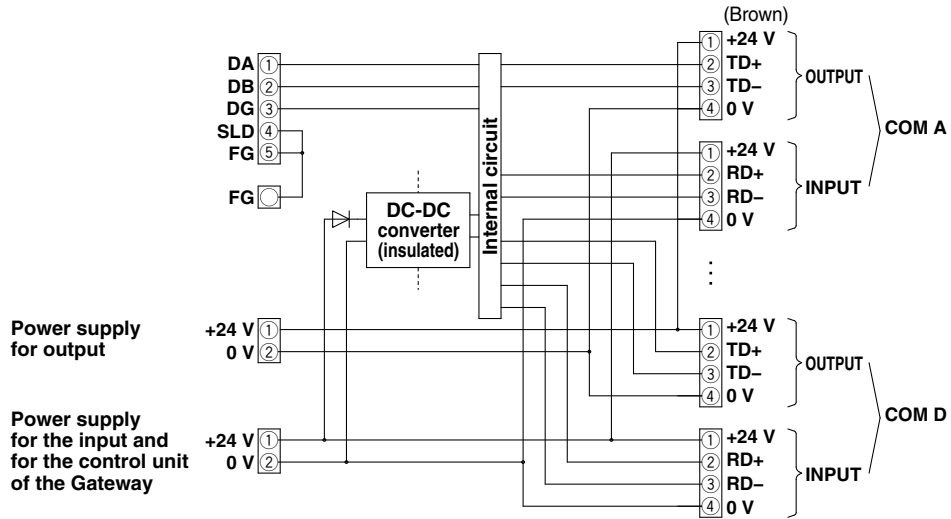 (Brown)
DA ①
DB ②
DG ③
SLD ④
FG ⑤
FG
DC-DC
converter
(insulated)
Internal circuit
① +24 V
② TD+
③ TD−
④ 0 V
OUTPUT
① +24 V
② RD+
③ RD−
④ 0 V
INPUT
COM A
Power supply
for output
+24 V ①
0 V ②
① +24 V
② TD+
③ TD−
④ 0 V
OUTPUT
Power supply
for the input and
for the control unit
of the Gateway
+24 V ①
0 V ②
① +24 V
② RD+
③ RD−
④ 0 V
INPUT
COM D